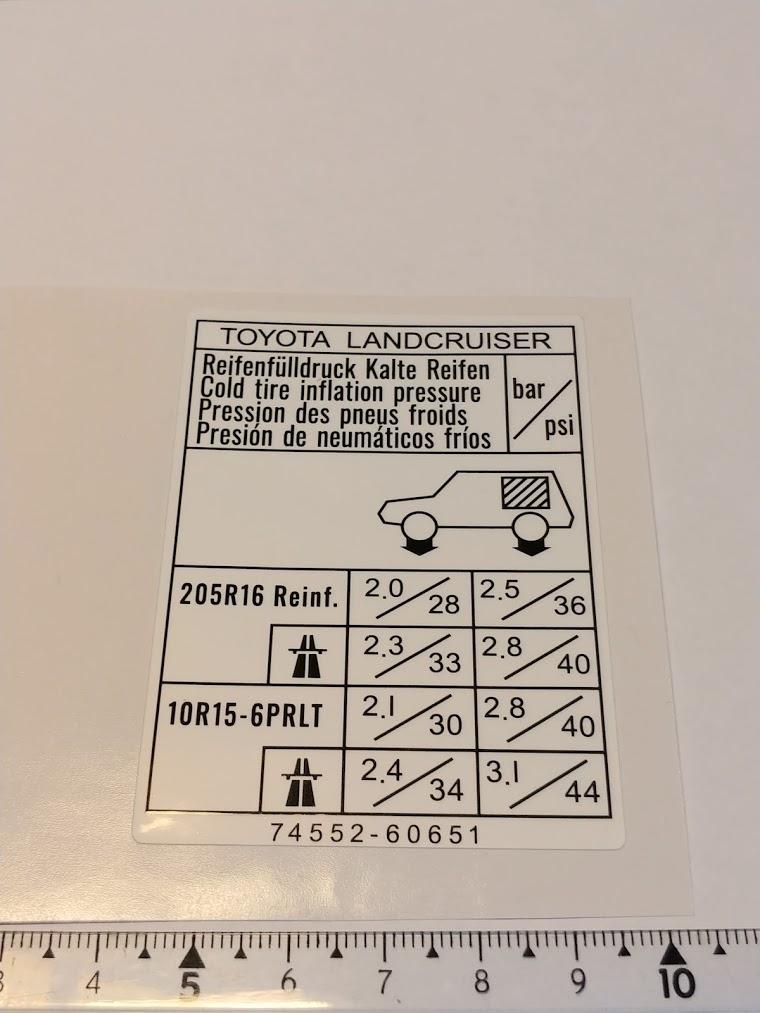 TOYOTA LANDCRUISER
Reifenfülldruck Kalte Reifen
Cold tire inflation pressure
Pression des pneus froids
Presión de neumáticos fríos
bar/psi
205R16 Reinf. 2.0/28 2.5/36
2.3/33 2.8/40
10R15-6PRLT 2.1/30 2.8/40
2.4/34 3.1/44
74552-60651
3 4 5 6 7 8 9 10